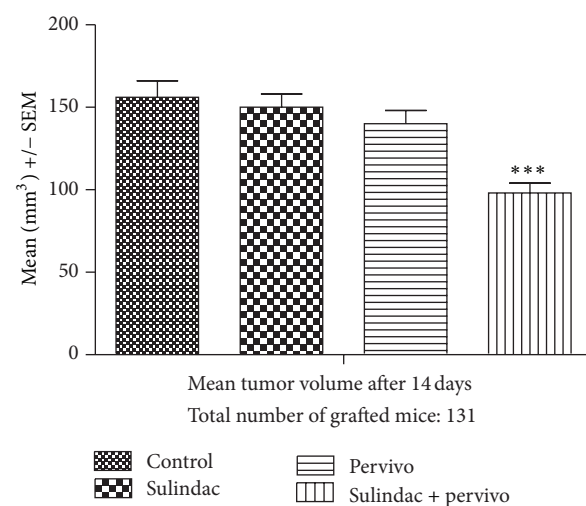 200
150
100
50
0
Mean (mm³) +/− SEM
***
Mean tumor volume after 14 days
Total number of grafted mice: 131
Control
Sulindac
Pervivo
Sulindac + pervivo